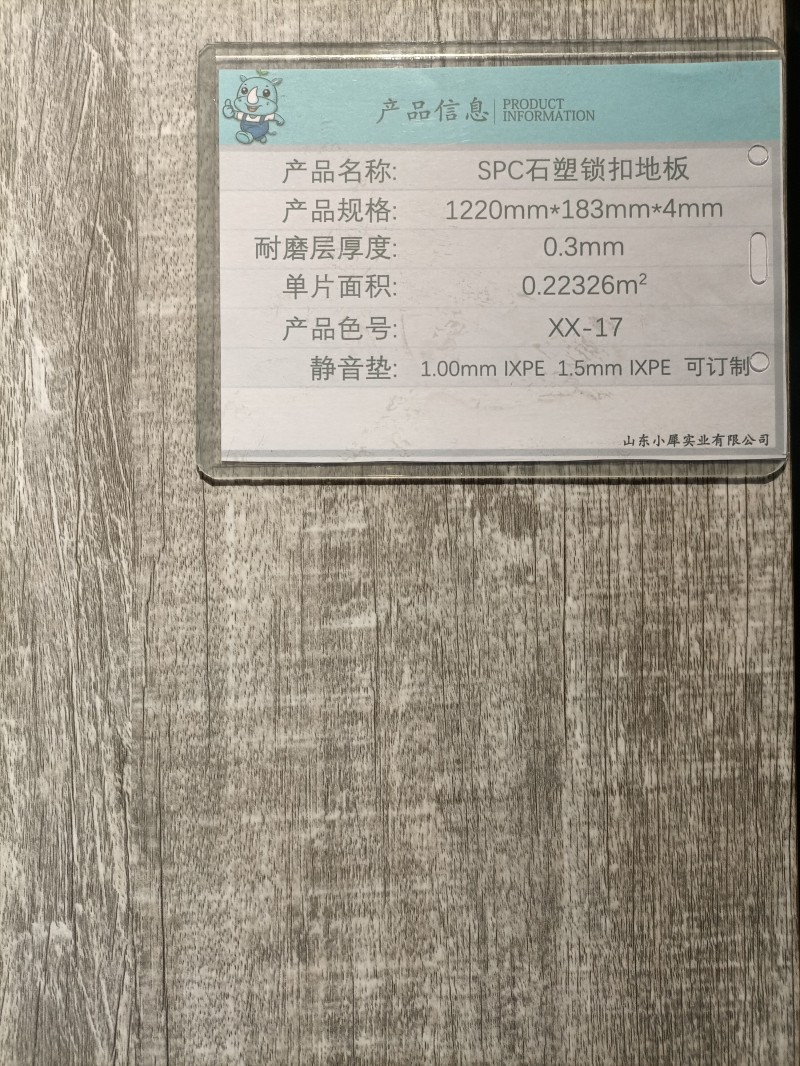 产品信息 PRODUCT INFORMATION
产品名称: SPC石塑锁扣地板
产品规格: 1220mm*183mm*4mm
耐磨层厚度: 0.3mm
单片面积: 0.22326m²
产品色号: XX-17
静音垫: 1.00mm IXPE 1.5mm IXPE 可订制
山东小犀实业有限公司